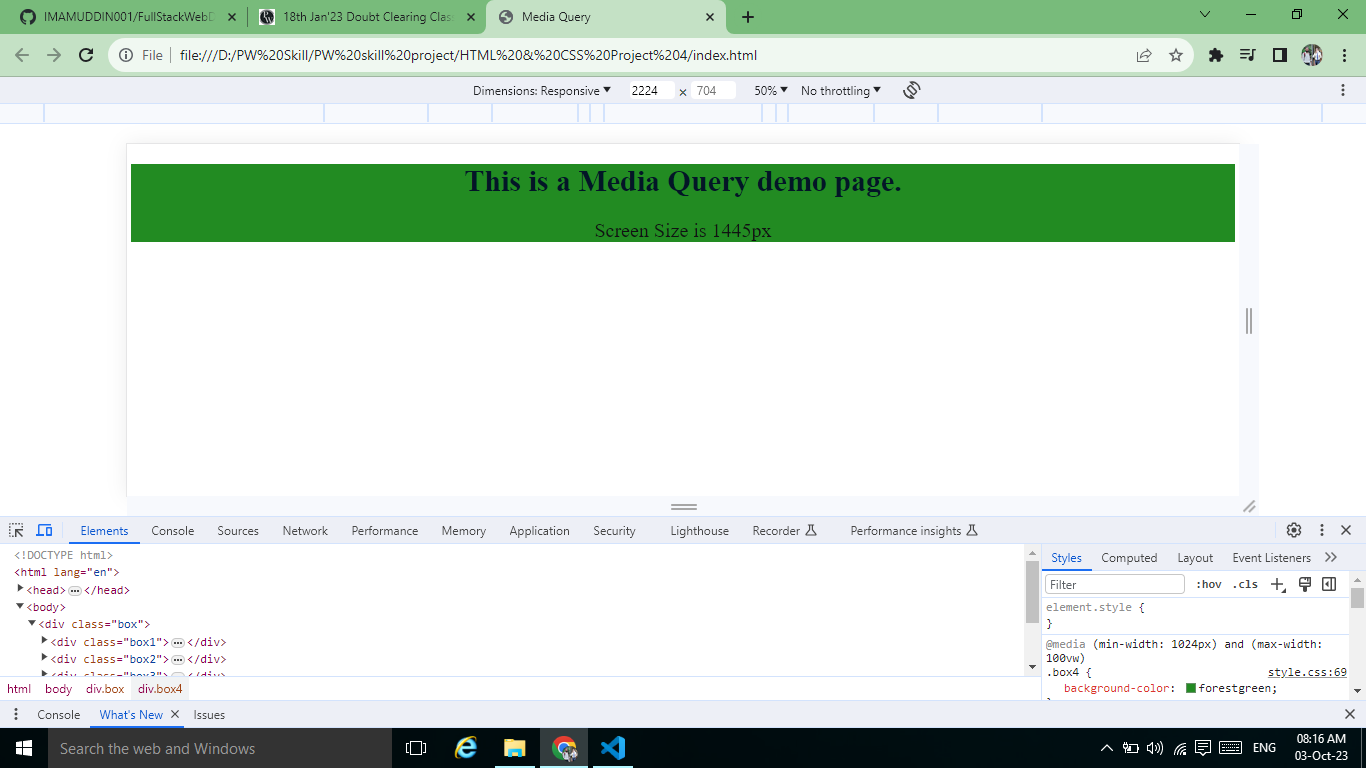 IMAMUDDIN001/FullStackWebD
18th Jan'23 Doubt Clearing Clas
Media Query
File
file:///D:/PW%20Skill/PW%20skill%20project/HTML%20&%20CSS%20Project%204/index.html
Dimensions: Responsive 2224 × 704 50% No throttling
This is a Media Query demo page.
Screen Size is 1445px
Elements Console Sources Network Performance Memory Application Security Lighthouse Recorder Performance insights
<!DOCTYPE html>
<html lang="en">
<head>…</head>
<body>
<div class="box">
<div class="box1">…</div>
<div class="box2">…</div>
<div class="box3">…</div>
html body div.box div.box4
Styles Computed Layout Event Listeners
Filter :hov .cls
element.style {
}
@media (min-width: 1024px) and (max-width:
100vw)
.box4 { style.css:69
background-color: forestgreen;
Console What's New Issues
Search the web and Windows
ENG
08:16 AM
03-Oct-23